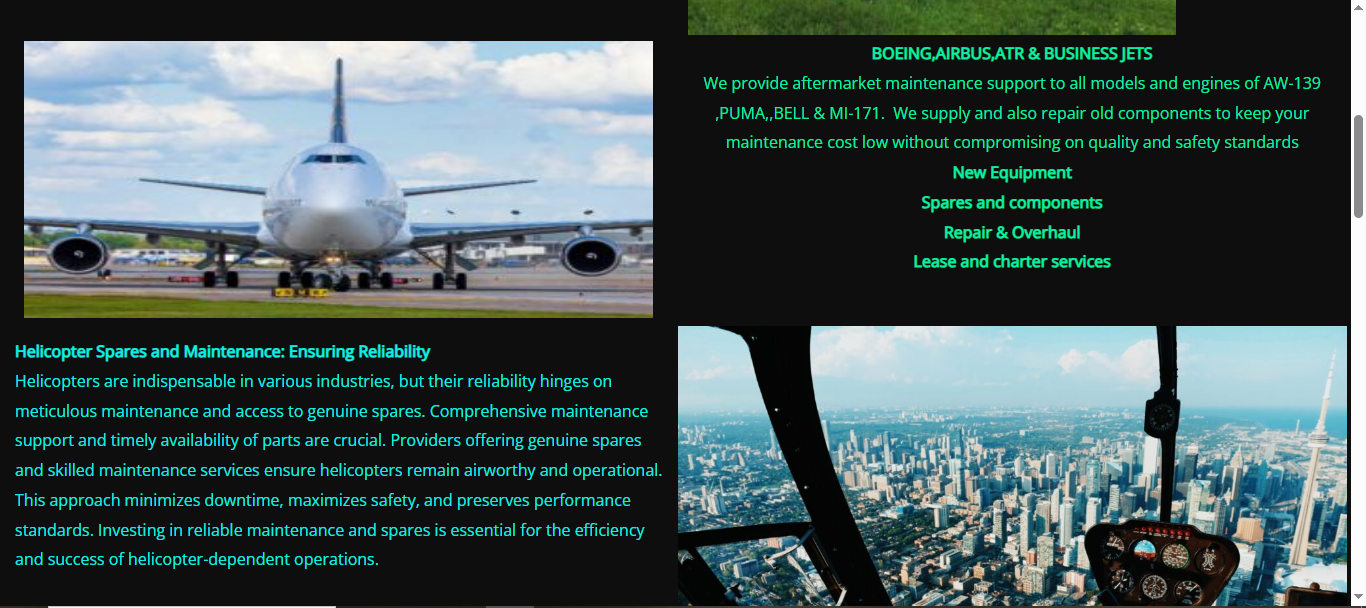 BOEING,AIRBUS,ATR & BUSINESS JETS
We provide aftermarket maintenance support to all models and engines of AW-139
,PUMA,,BELL & MI-171.  We supply and also repair old components to keep your
maintenance cost low without compromising on quality and safety standards
New Equipment
Spares and components
Repair & Overhaul
Lease and charter services
Helicopter Spares and Maintenance: Ensuring Reliability
Helicopters are indispensable in various industries, but their reliability hinges on
meticulous maintenance and access to genuine spares. Comprehensive maintenance
support and timely availability of parts are crucial. Providers offering genuine spares
and skilled maintenance services ensure helicopters remain airworthy and operational.
This approach minimizes downtime, maximizes safety, and preserves performance
standards. Investing in reliable maintenance and spares is essential for the efficiency
and success of helicopter-dependent operations.